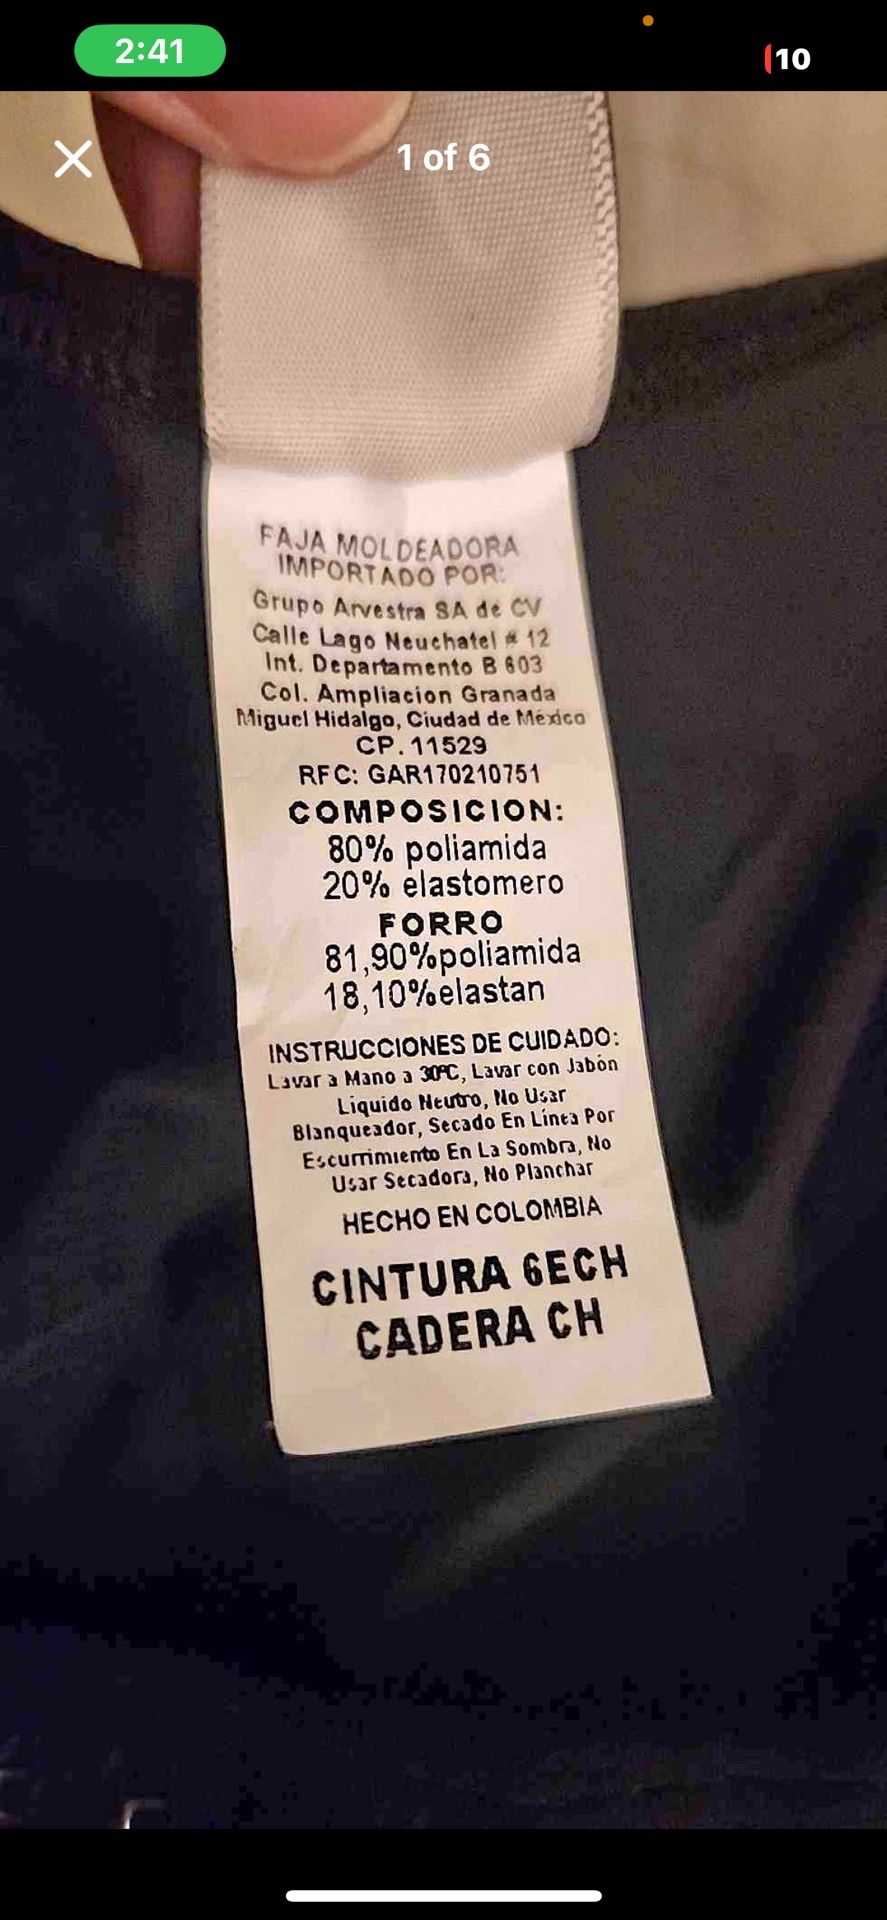 2:41
10
1 of 6
FAJA MOLDEADORA
IMPORTADO POR:
Grupo Arvestra SA de CV
Calle Lago Neuchatel # 12
Int. Departamento B 603
Col. Ampliacion Granada
Miguel Hidalgo, Ciudad de México
CP. 11529
RFC: GAR170210751
COMPOSICION:
80% poliamida
20% elastomero
FORRO
81,90%poliamida
18,10%elastan
INSTRUCCIONES DE CUIDADO:
Lavar a Mano a 30ºC, Lavar con Jabón
Liquido Neutro, No Usar
Blanqueador, Secado En Línea Por
Escurrimiento En La Sombra, No
Usar Secadora, No Planchar
HECHO EN COLOMBIA
CINTURA 6ECH
CADERA CH